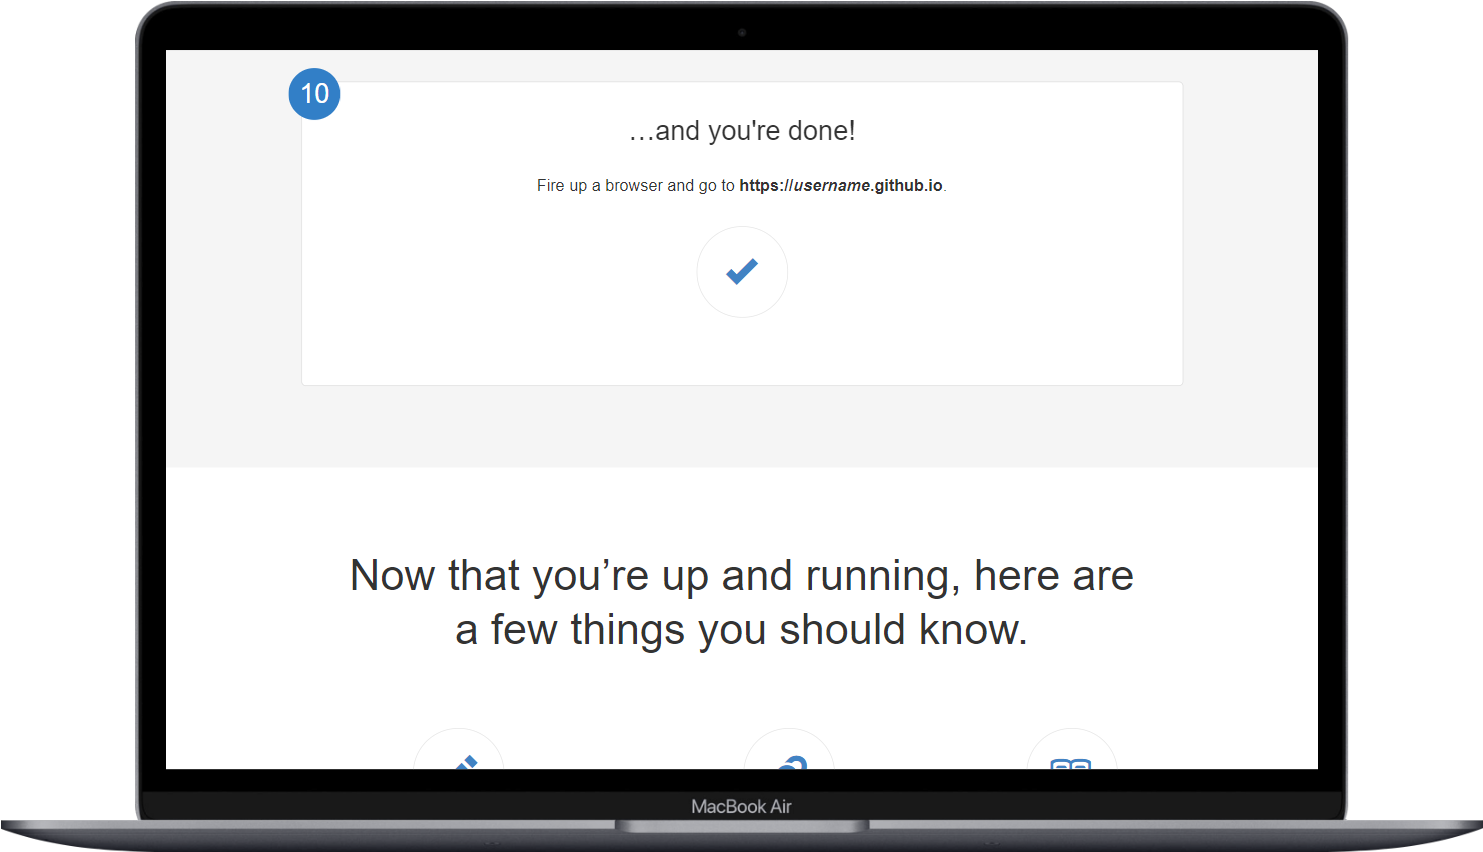 10
…and you're done!
Fire up a browser and go to https://username.github.io.
Now that you’re up and running, here are
a few things you should know.
MacBook Air